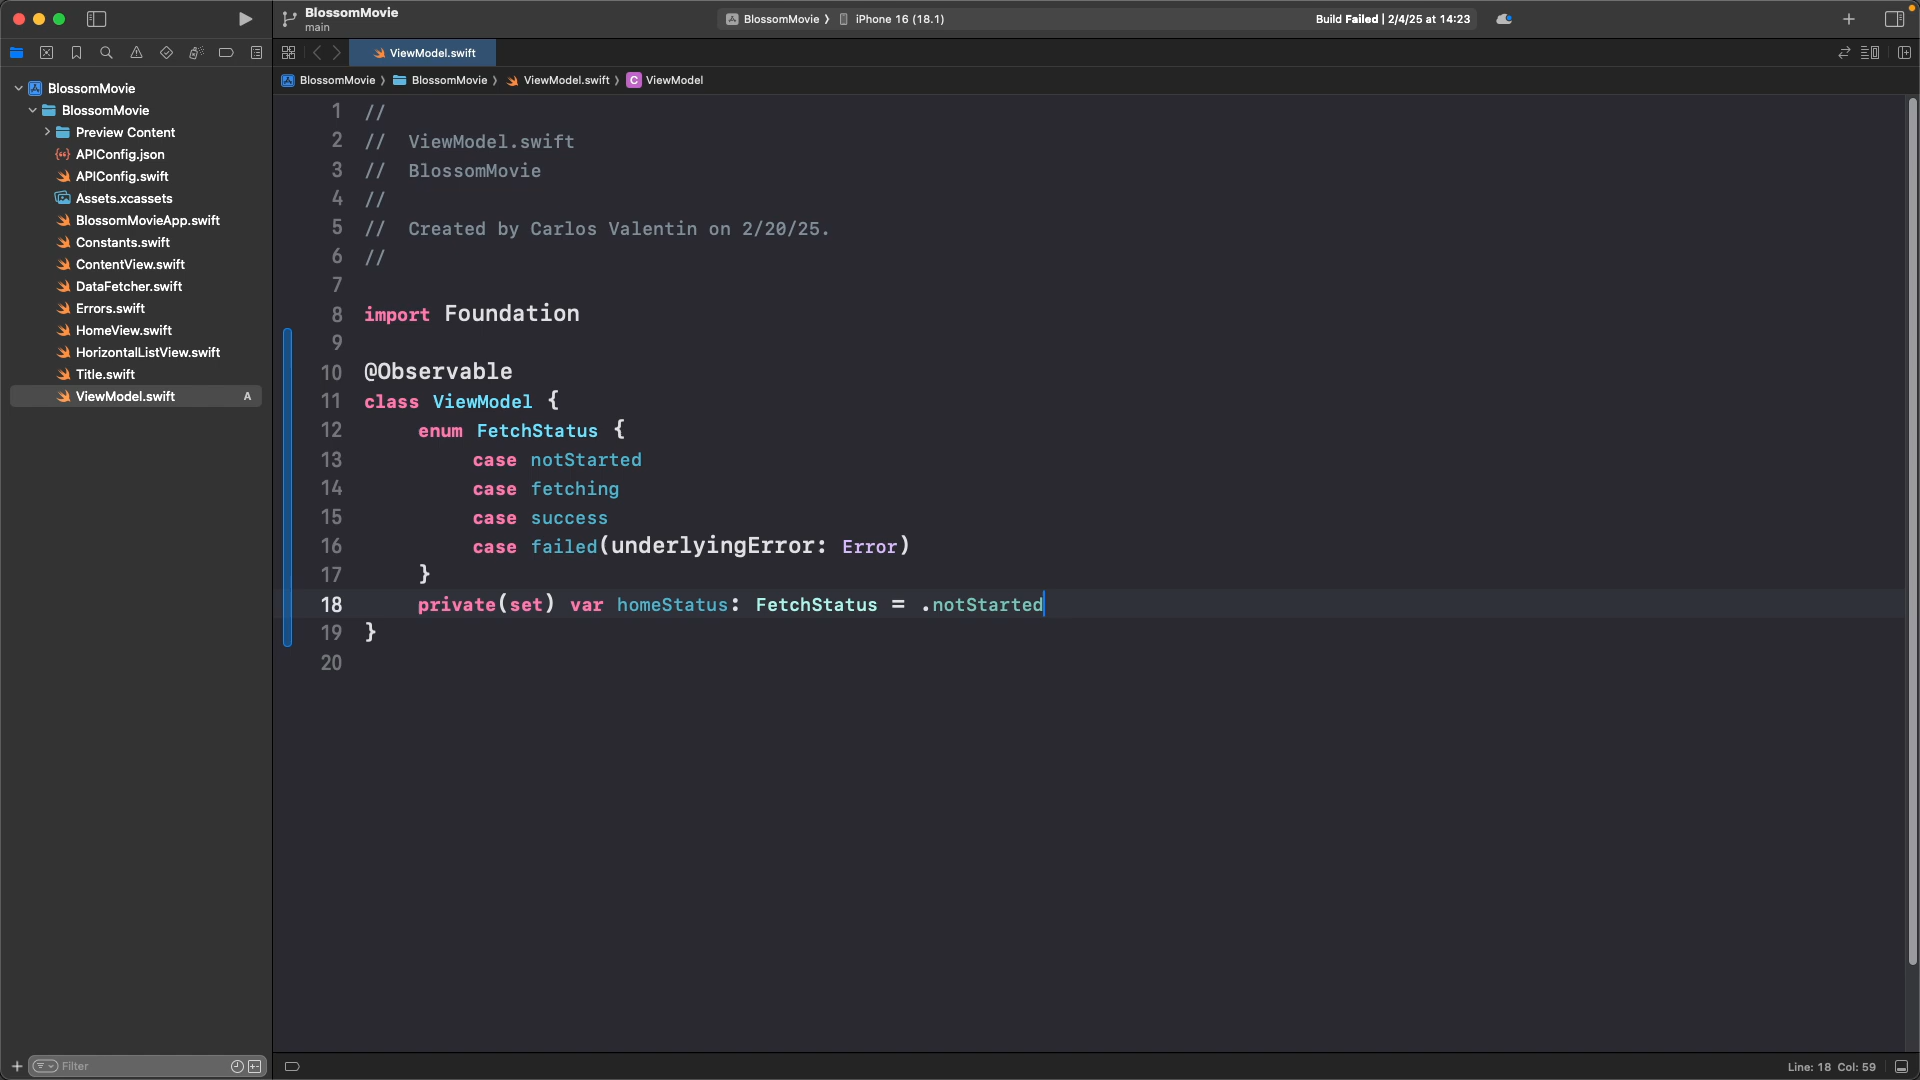 BlossomMovie
main
BlossomMovie
iPhone 16 (18.1)
Build Failed | 2/4/25 at 14:23
ViewModel.swift
BlossomMovie
BlossomMovie
ViewModel.swift
C
ViewModel
BlossomMovie
BlossomMovie
Preview Content
APIConfig.json
APIConfig.swift
Assets.xcassets
BlossomMovieApp.swift
Constants.swift
ContentView.swift
DataFetcher.swift
Errors.swift
HomeView.swift
HorizontalListView.swift
Title.swift
ViewModel.swift A
1 //
2 //  ViewModel.swift
3 //  BlossomMovie
4 //
5 //  Created by Carlos Valentin on 2/20/25.
6 //
7
8 import Foundation
9
10 @Observable
11 class ViewModel {
12 enum FetchStatus {
13 case notStarted
14 case fetching
15 case success
16 case failed(underlyingError: Error)
17 }
18 private(set) var homeStatus: FetchStatus = .notStarted
19 }
20
Filter
Line: 18 Col: 59